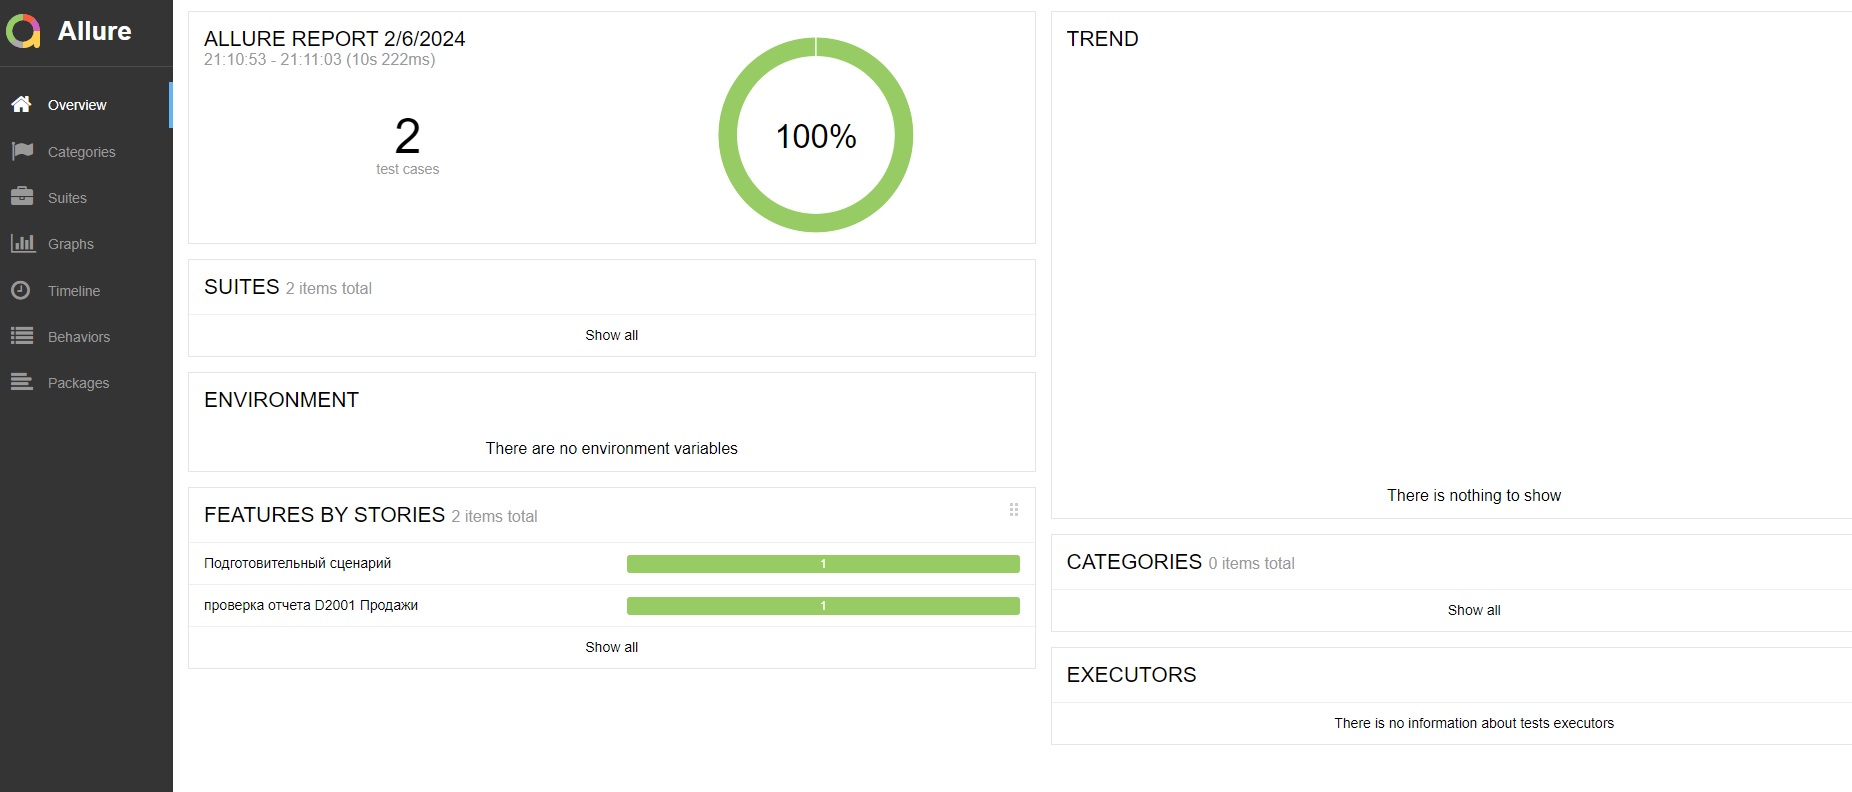 Allure
Overview
Categories
Suites
Graphs
Timeline
Behaviors
Packages
ALLURE REPORT 2/6/2024
21:10:53 - 21:11:03 (10s 222ms)
2
test cases
100%
SUITES 2 items total
Show all
ENVIRONMENT
There are no environment variables
FEATURES BY STORIES 2 items total
Подготовительный сценарий 1
проверка отчета D2001 Продажи 1
Show all
TREND
There is nothing to show
CATEGORIES 0 items total
Show all
EXECUTORS
There is no information about tests executors